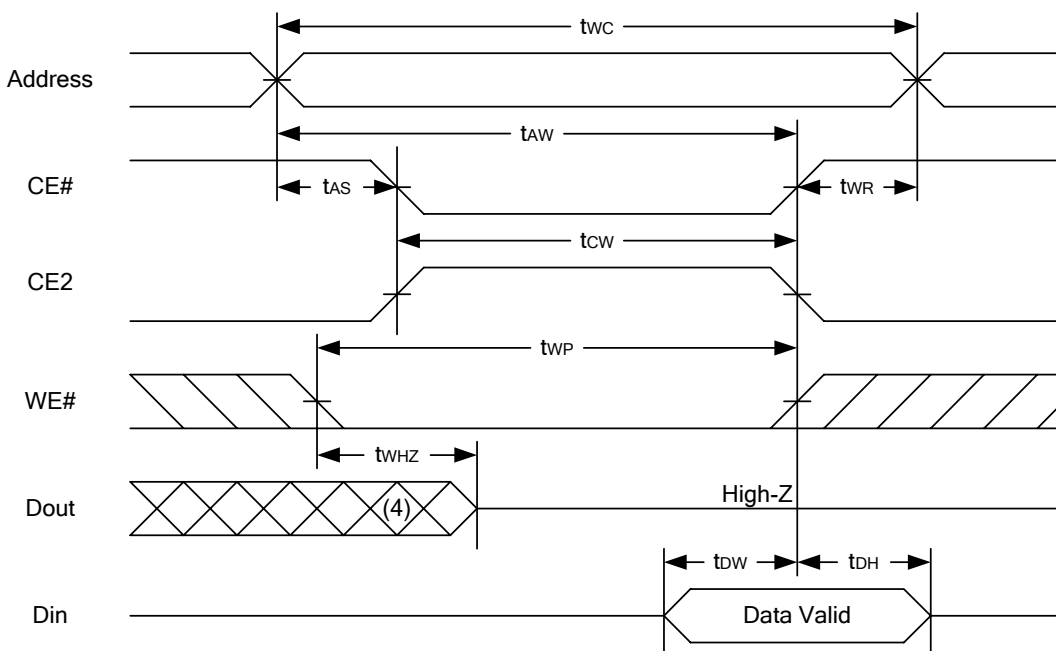 tWC
Address
tAW
CE#
tAS
tWR
tCW
CE2
tWP
WE#
tWHZ
Dout
(4)
High-Z
tDW
tDH
Din
Data Valid